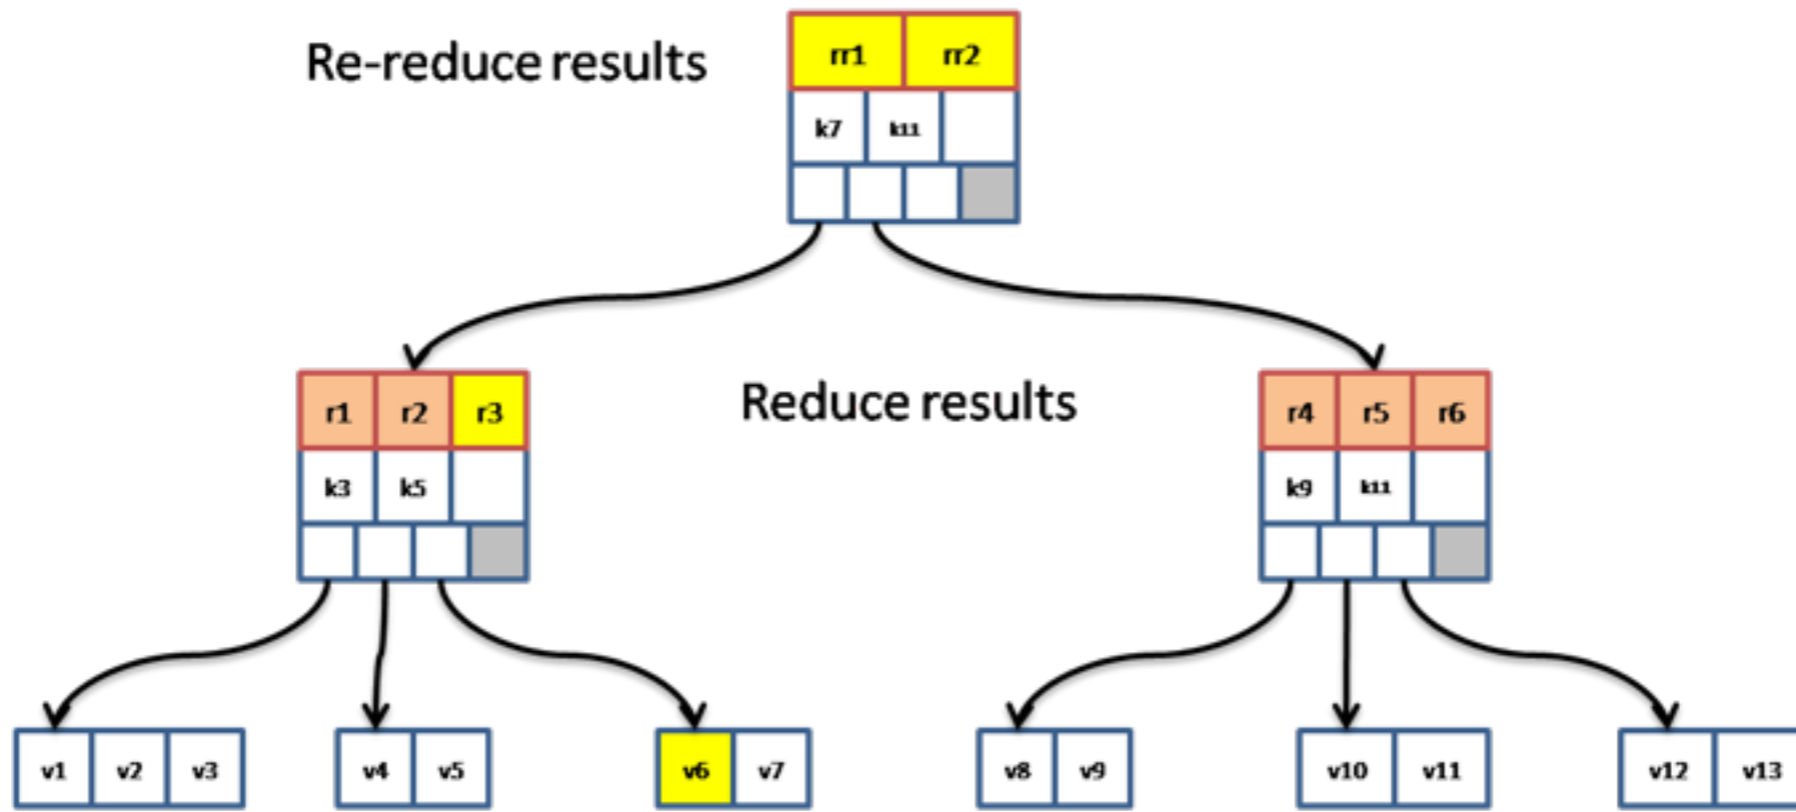 Re-reduce results
rr1 rr2
k7 k11
Reduce results
r1 r2 r3
k3 k5
r4 r5 r6
k9 k11
v1 v2 v3 v4 v5 v6 v7 v8 v9 v10 v11 v12 v13